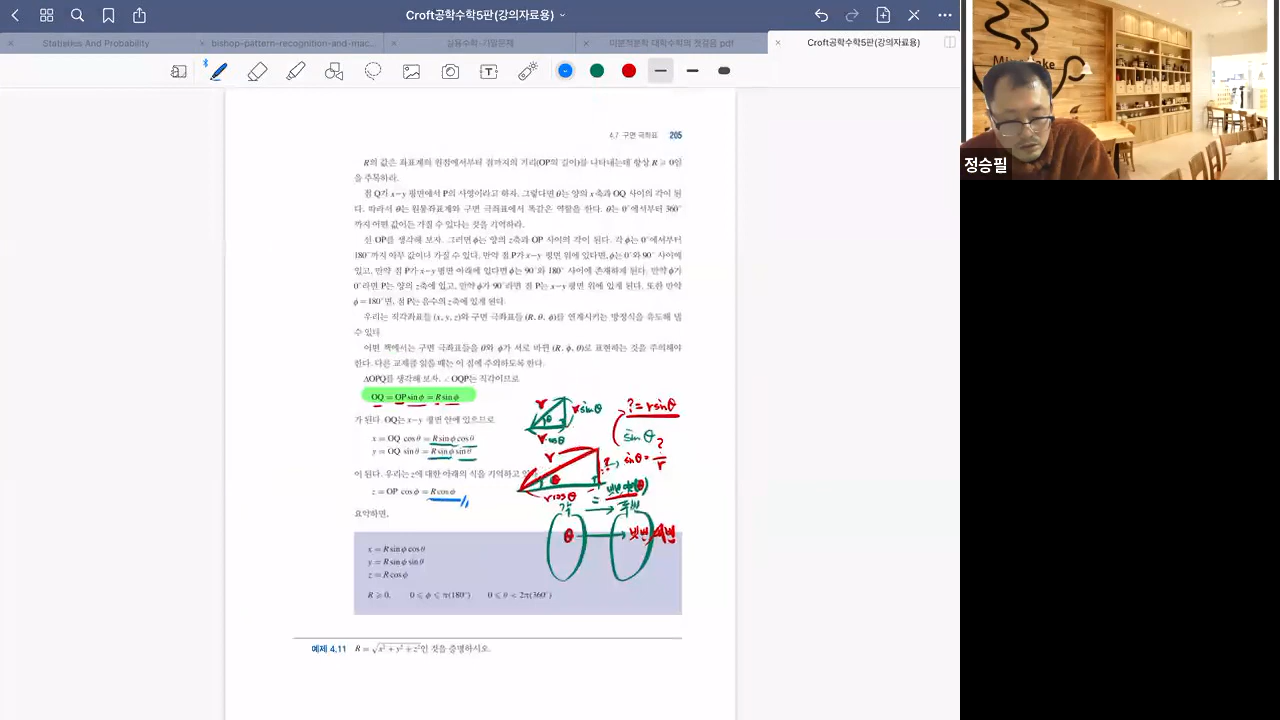 Croft공학수학5판(강의자료용)
Statistics And Probability
bishop-pattern-recognition-and-mac...
실용수학-기말문제
미분적분학 대학수학의 첫걸음.pdf
Croft공학수학5판(강의자료용)
4.7 구면 극좌표 205
R의 값은 좌표계의 원점에서부터 점까지의 거리(OP의 길이)를 나타내는데 항상 R ≥ 0임
을 주목하라.
점 Q가 x-y 평면에서 P의 사영이라고 하자. 그렇다면 θ는 양의 x축과 OQ 사이의 각이 된
다. 따라서 θ는 원통좌표계와 구면 극좌표에서 똑같은 역할을 한다. θ는 0°에서부터 360°
까지 어떤 값이든 가질 수 있다는 것을 기억하라.
선 OP를 생각해 보자. 그러면 ϕ는 양의 z축과 OP 사이의 각이 된다. 각 ϕ는 0°에서부터
180°까지 아무 값이나 가질 수 있다. 만약 점 P가 x-y 평면 위에 있다면, ϕ는 0°와 90° 사이에
있고, 만약 점 P가 x-y 평면 아래에 있다면 ϕ는 90°와 180° 사이에 존재하게 된다. 만약 ϕ가
0°라면 P는 양의 z축에 있고, 만약 ϕ가 90°라면 점 P는 x-y 평면 위에 있게 된다. 또한 만약
ϕ = 180°면, 점 P는 음수의 z축에 있게 된다.
우리는 직각좌표들 (x, y, z)와 구면 극좌표들 (R, θ, ϕ)를 연계시키는 방정식을 유도해 낼
수 있다.
어떤 책에서는 구면 극좌표들을 θ와 ϕ가 서로 바뀐 (R, ϕ, θ)로 표현하는 것을 주의해야
한다. 다른 교재를 읽을 때는 이 점에 주의하도록 한다.
ΔOPQ를 생각해 보자. ∠OQP는 직각이므로
OQ = OP sin ϕ = R sin ϕ
가 된다. OQ는 x-y 평면 안에 있으므로
x = OQ cos θ = R sin ϕ cos θ
y = OQ sin θ = R sin ϕ sin θ
이 된다. 우리는 z에 대한 아래의 식을 기억하고
z = OP cos ϕ = R cos ϕ
요약하면,
r
r sin θ
θ
r cos θ
? = r sin θ
sin θ
r
?
sin θ = ?/r
θ
r cos θ
=
(θ)
각 → 투변
θ → 빗변
x = R sin ϕ cos θ
y = R sin ϕ sin θ
z = R cos ϕ
R ≥ 0, 0 ≤ ϕ ≤ π(180°) 0 ≤ θ < 2π(360°)
예제 4.11 R = √x² + y² + z²인 것을 증명하시오.
정승필